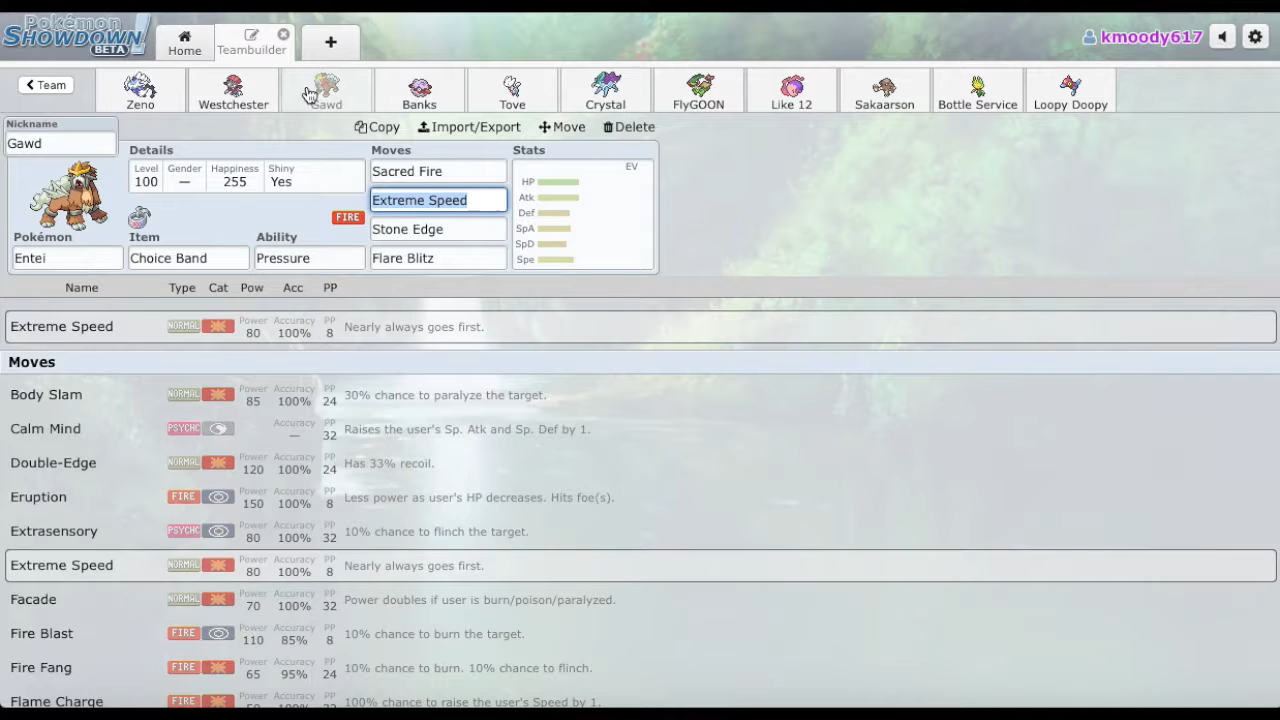 Pokémon
Showdown!
BETA
Home
Teambuilder
+
kmoody617
< Team
Zeno
Westchester
Gawd
Banks
Tove
Crystal
FlyGOON
Like 12
Sakaarson
Bottle Service
Loopy Doopy
Nickname
Gawd
Copy Import/Export Move Delete
Details
Level Gender Happiness Shiny
100 — 255 Yes
FIRE
Pokémon Item Ability
Entei Choice Band Pressure
Moves
Sacred Fire
Extreme Speed
Stone Edge
Flare Blitz
Stats
EV
HP
Atk
Def
SpA
SpD
Spe
Name Type Cat Pow Acc PP
Extreme Speed NORMAL Power 80 Accuracy 100% PP 8 Nearly always goes first.
Moves
Body Slam NORMAL Power 85 Accuracy 100% PP 24 30% chance to paralyze the target.
Calm Mind PSYCHC Accuracy — PP 32 Raises the user's Sp. Atk and Sp. Def by 1.
Double-Edge NORMAL Power 120 Accuracy 100% PP 24 Has 33% recoil.
Eruption FIRE Power 150 Accuracy 100% PP 8 Less power as user's HP decreases. Hits foe(s).
Extrasensory PSYCHC Power 80 Accuracy 100% PP 32 10% chance to flinch the target.
Extreme Speed NORMAL Power 80 Accuracy 100% PP 8 Nearly always goes first.
Facade NORMAL Power 70 Accuracy 100% PP 32 Power doubles if user is burn/poison/paralyzed.
Fire Blast FIRE Power 110 Accuracy 85% PP 8 10% chance to burn the target.
Fire Fang FIRE Power 65 Accuracy 95% PP 24 10% chance to burn. 10% chance to flinch.
Flame Charge FIRE Power 50 Accuracy 100% PP 32 100% chance to raise the user's Speed by 1.